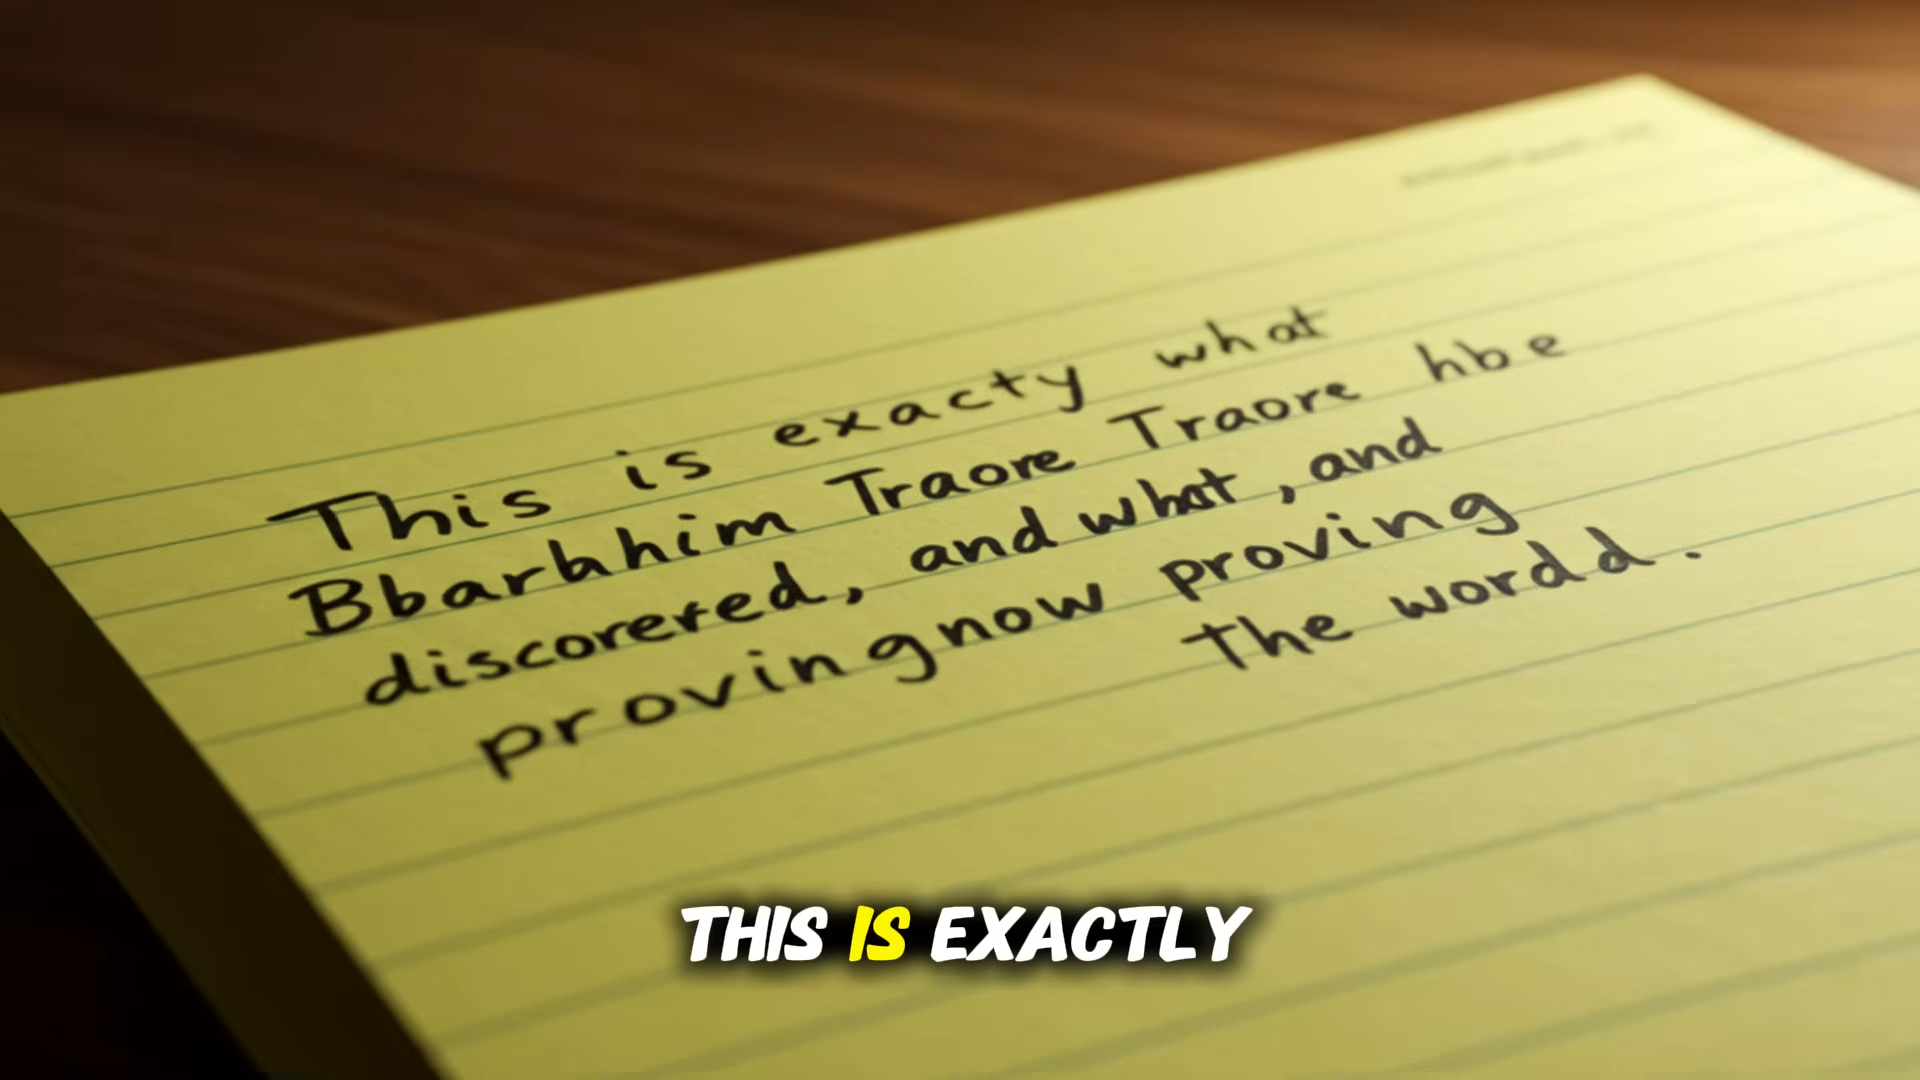 This is exacty what
Bbarhhim Traore Traore hbe
discorered, and what, and
provingnow proving
the wordd.
THIS IS EXACTLY